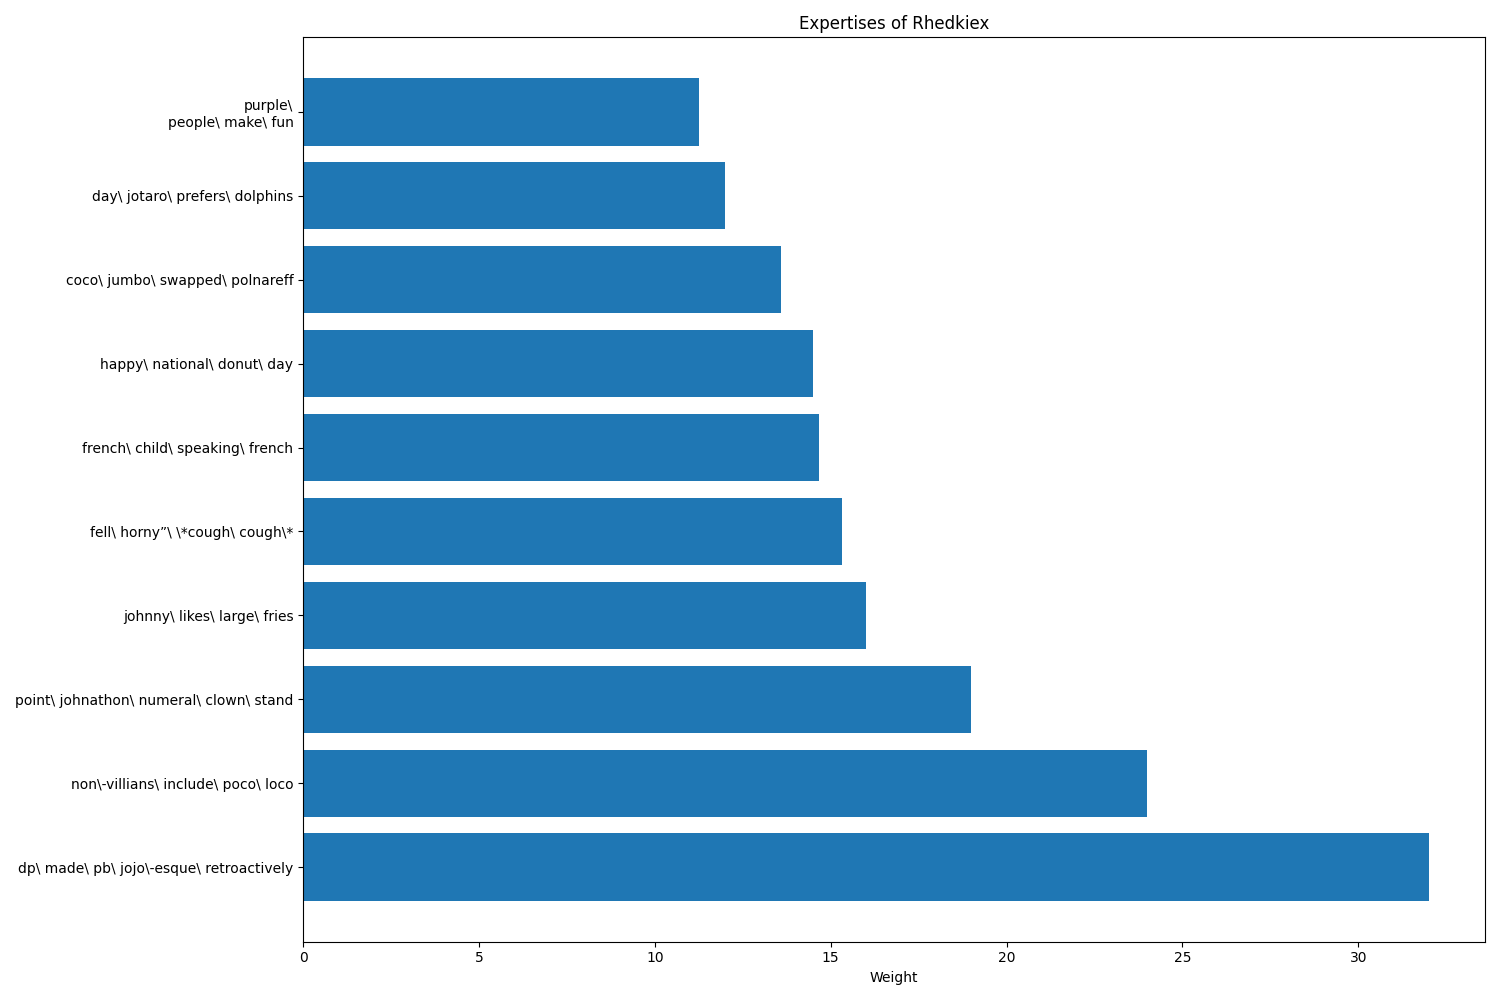 Expertises of Rhedkiex
purple\
people\ make\ fun
day\ jotaro\ prefers\ dolphins
coco\ jumbo\ swapped\ polnareff
happy\ national\ donut\ day
french\ child\ speaking\ french
fell\ horny”\ \*cough\ cough\*
johnny\ likes\ large\ fries
point\ johnathon\ numeral\ clown\ stand
non\-villians\ include\ poco\ loco
dp\ made\ pb\ jojo\-esque\ retroactively
0 5 10 15 20 25 30
Weight